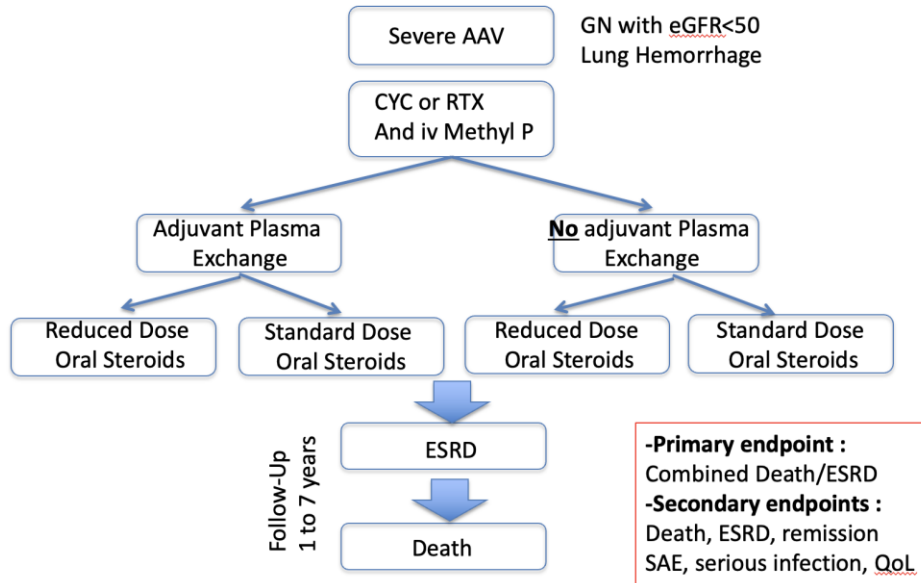 Severe AAV
GN with eGFR<50
Lung Hemorrhage
CYC or RTX
And iv Methyl P
Adjuvant Plasma
Exchange
No adjuvant Plasma
Exchange
Reduced Dose
Oral Steroids
Standard Dose
Oral Steroids
Reduced Dose
Oral Steroids
Standard Dose
Oral Steroids
Follow-Up
1 to 7 years
ESRD
Death
-Primary endpoint :
Combined Death/ESRD
-Secondary endpoints :
Death, ESRD, remission
SAE, serious infection, QoL